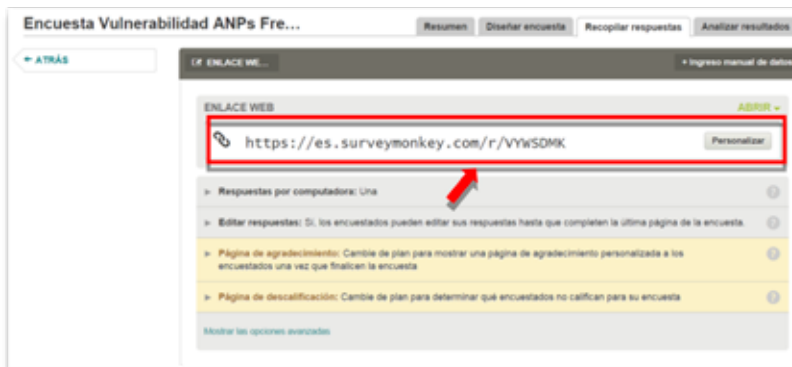 Encuesta Vulnerabilidad ANPs Fre...
Resumen
Diseñar encuesta
Recopilar respuestas
Analizar resultados
ATRÁS
ENLACE WE...
+ Ingreso manual de datos
ENLACE WEB
ABRIR
https://es.surveymonkey.com/r/VYWSDMK
Personalizar
Respuestas por computadora: Una
Editar respuestas: Sí, los encuestados pueden editar sus respuestas hasta que completen la última página de la encuesta.
Página de agradecimiento: Cambie de plan para mostrar una página de agradecimiento personalizada a los
encuestados una vez que finalicen la encuesta
Página de descalificación: Cambie de plan para determinar qué encuestados no califican para su encuesta
Mostrar las opciones avanzadas